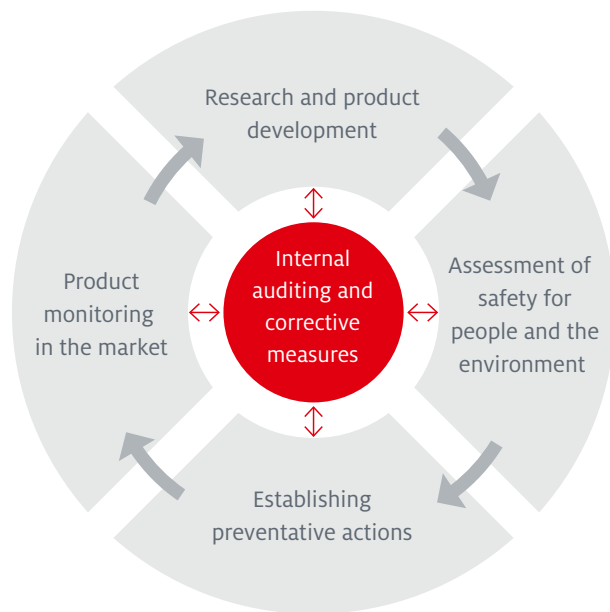 Research and product
development
Internal
auditing and
corrective
measures
Assessment of
safety for
people and the
environment
Establishing
preventative actions
Product
monitoring
in the market